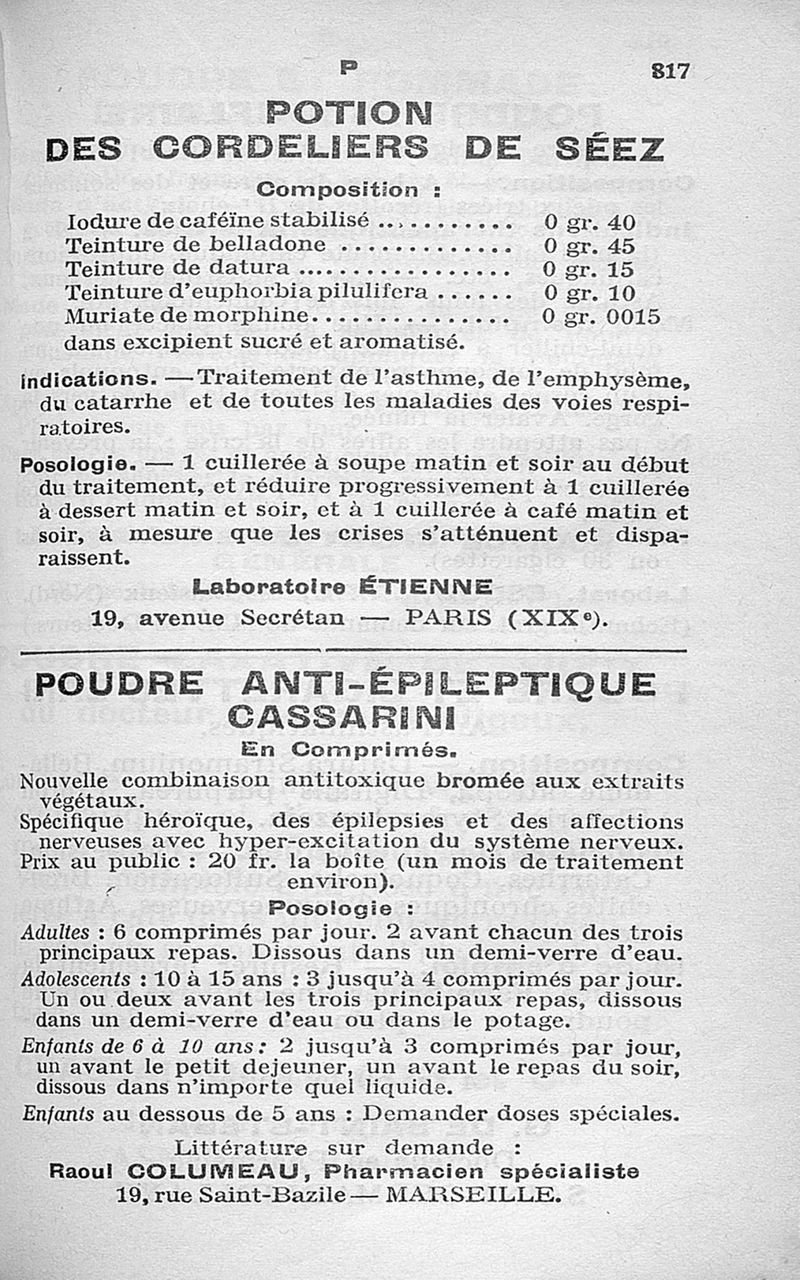 P
817
POTION
DES CORDELIERS DE SÉEZ
Composition :
Iodure de caféïne stabilisé ............. 0 gr. 40
Teinture de belladone ............. 0 gr. 45
Teinture de datura ................ 0 gr. 15
Teinture d'euphorbia pilulifera ...... 0 gr. 10
Muriate de morphine............... 0 gr. 0015
dans excipient sucré et aromatisé.
Indications. — Traitement de l'asthme, de l'emphysème,
du catarrhe et de toutes les maladies des voies respi-
ratoires.
Posologie. — 1 cuillerée à soupe matin et soir au début
du traitement, et réduire progressivement à 1 cuillerée
à dessert matin et soir, et à 1 cuillerée à café matin et
soir, à mesure que les crises s'atténuent et dispa-
raissent.
Laboratoire ÉTIENNE
19, avenue Secrétan — PARIS (XIXe).
POUDRE ANTI-ÉPILEPTIQUE
CASSARINI
En Comprimés.
Nouvelle combinaison antitoxique bromée aux extraits
végétaux.
Spécifique héroïque, des épilepsies et des affections
nerveuses avec hyper-excitation du système nerveux.
Prix au public : 20 fr. la boîte (un mois de traitement
environ).
Posologie :
Adultes : 6 comprimés par jour. 2 avant chacun des trois
principaux repas. Dissous dans un demi-verre d'eau.
Adolescents : 10 à 15 ans : 3 jusqu'à 4 comprimés par jour.
Un ou deux avant les trois principaux repas, dissous
dans un demi-verre d'eau ou dans le potage.
Enfants de 6 à 10 ans : 2 jusqu'à 3 comprimés par jour,
un avant le petit dejeuner, un avant le repas du soir,
dissous dans n'importe quel liquide.
Enfants au dessous de 5 ans : Demander doses spéciales.
Littérature sur demande :
Raoul COLUMEAU, Pharmacien spécialiste
19, rue Saint-Bazile — MARSEILLE.